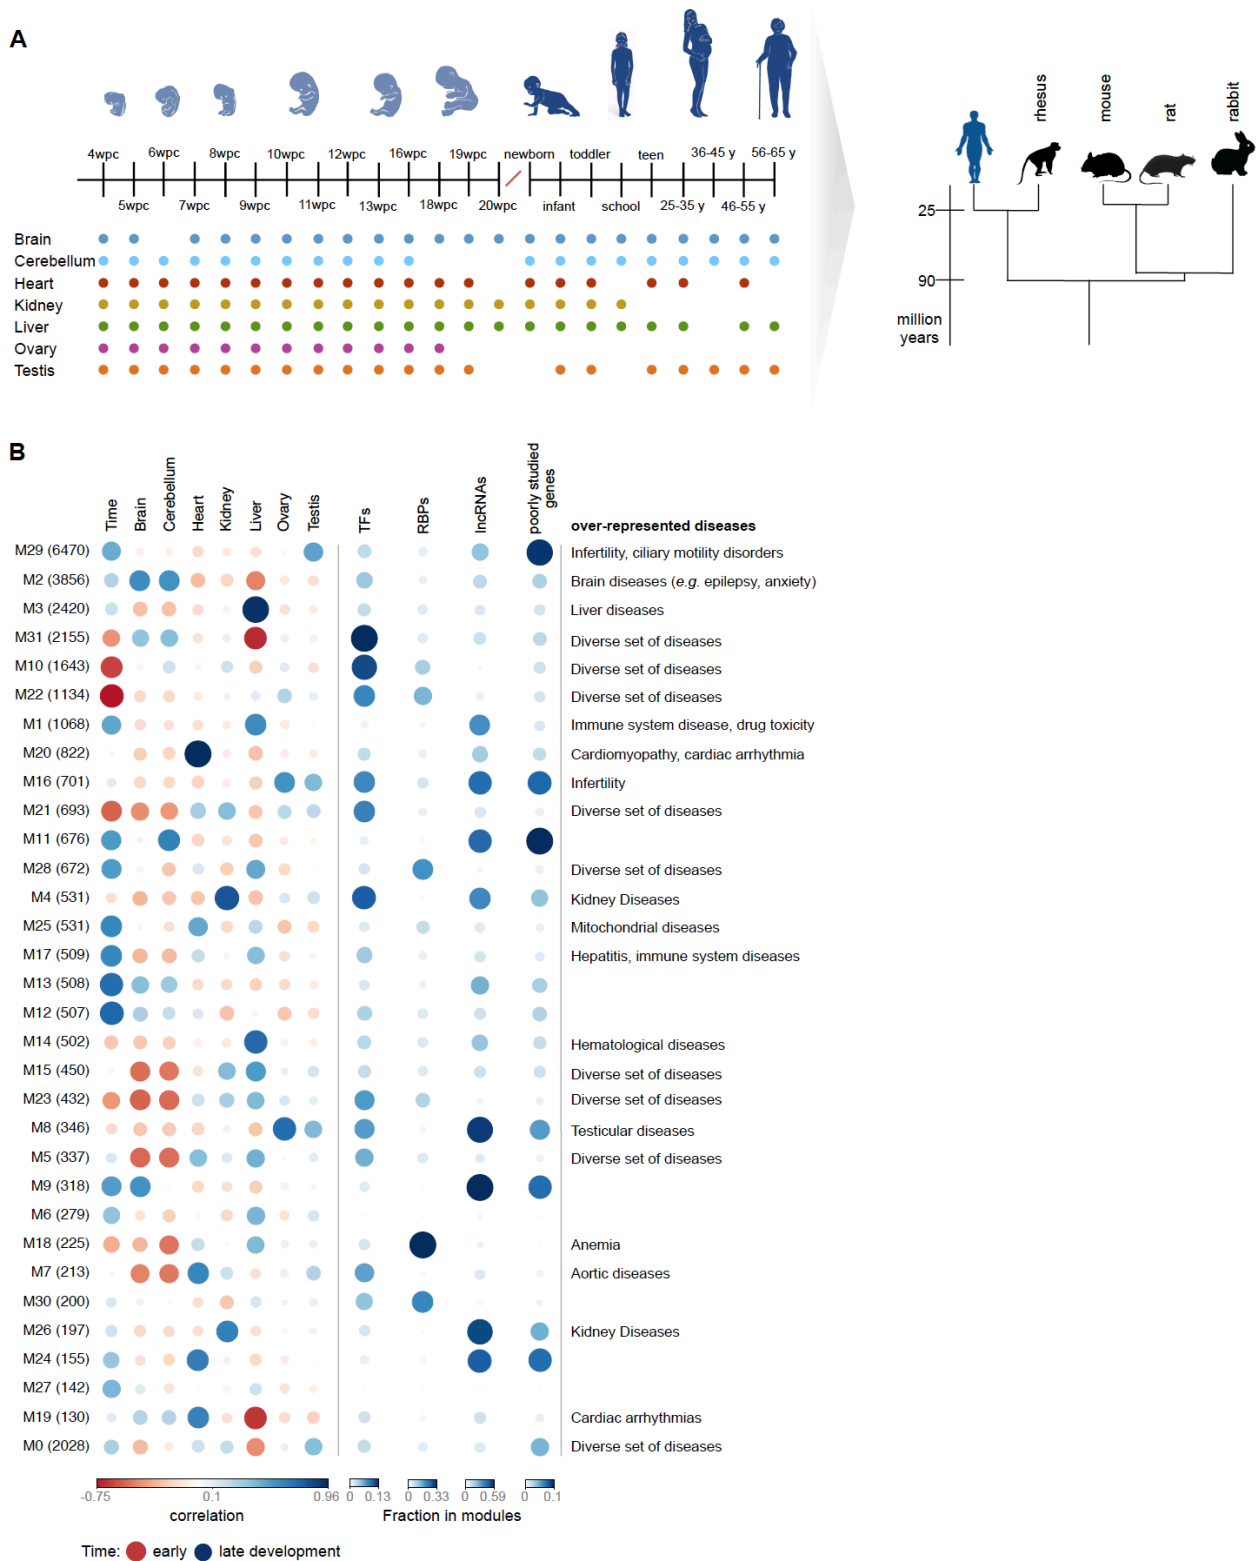 A
rhesus
mouse
rat
rabbit
4wpc 6wpc 8wpc 10wpc 12wpc 16wpc 19wpc newborn toddler teen 36-45 y 56-65 y
5wpc 7wpc 9wpc 11wpc 13wpc 18wpc 20wpc infant school 25-35 y 46-55 y
25
90
million
years
Brain
Cerebellum
Heart
Kidney
Liver
Ovary
Testis
B
Time Brain Cerebellum Heart Kidney Liver Ovary Testis TFs RBPs lncRNAs poorly studied genes over-represented diseases
M29 (6470) Infertility, ciliary motility disorders
M2 (3856) Brain diseases (e.g. epilepsy, anxiety)
M3 (2420) Liver diseases
M31 (2155) Diverse set of diseases
M10 (1643) Diverse set of diseases
M22 (1134) Diverse set of diseases
M1 (1068) Immune system disease, drug toxicity
M20 (822) Cardiomyopathy, cardiac arrhythmia
M16 (701) Infertility
M21 (693) Diverse set of diseases
M11 (676)
M28 (672) Diverse set of diseases
M4 (531) Kidney Diseases
M25 (531) Mitochondrial diseases
M17 (509) Hepatitis, immune system diseases
M13 (508)
M12 (507)
M14 (502) Hematological diseases
M15 (450) Diverse set of diseases
M23 (432) Diverse set of diseases
M8 (346) Testicular diseases
M5 (337) Diverse set of diseases
M9 (318)
M6 (279)
M18 (225) Anemia
M7 (213) Aortic diseases
M30 (200)
M26 (197) Kidney Diseases
M24 (155)
M27 (142)
M19 (130) Cardiac arrhythmias
M0 (2028) Diverse set of diseases
-0.75 0.1 0.96 0 0.13 0 0.33 0 0.59 0 0.1
correlation Fraction in modules
Time: early late development